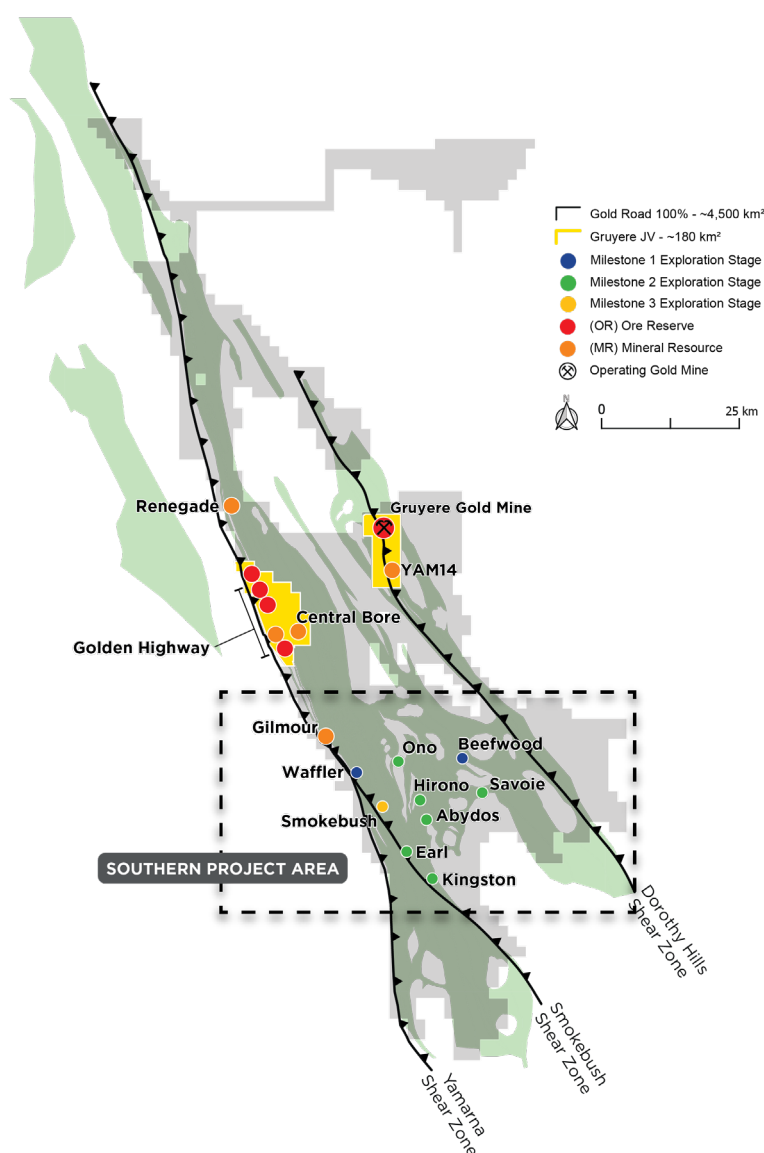 Gold Road 100% - ~4,500 km²
Gruyere JV - ~180 km²
Milestone 1 Exploration Stage
Milestone 2 Exploration Stage
Milestone 3 Exploration Stage
(OR) Ore Reserve
(MR) Mineral Resource
Operating Gold Mine
N
0 25 km
Renegade
Gruyere Gold Mine
YAM14
Central Bore
Golden Highway
Gilmour
Ono
Beefwood
Waffler
Hirono
Savoie
Smokebush
Abydos
Earl
SOUTHERN PROJECT AREA
Kingston
Dorothy Hills
Shear Zone
Smokebush
Shear Zone
Yamarna
Shear Zone